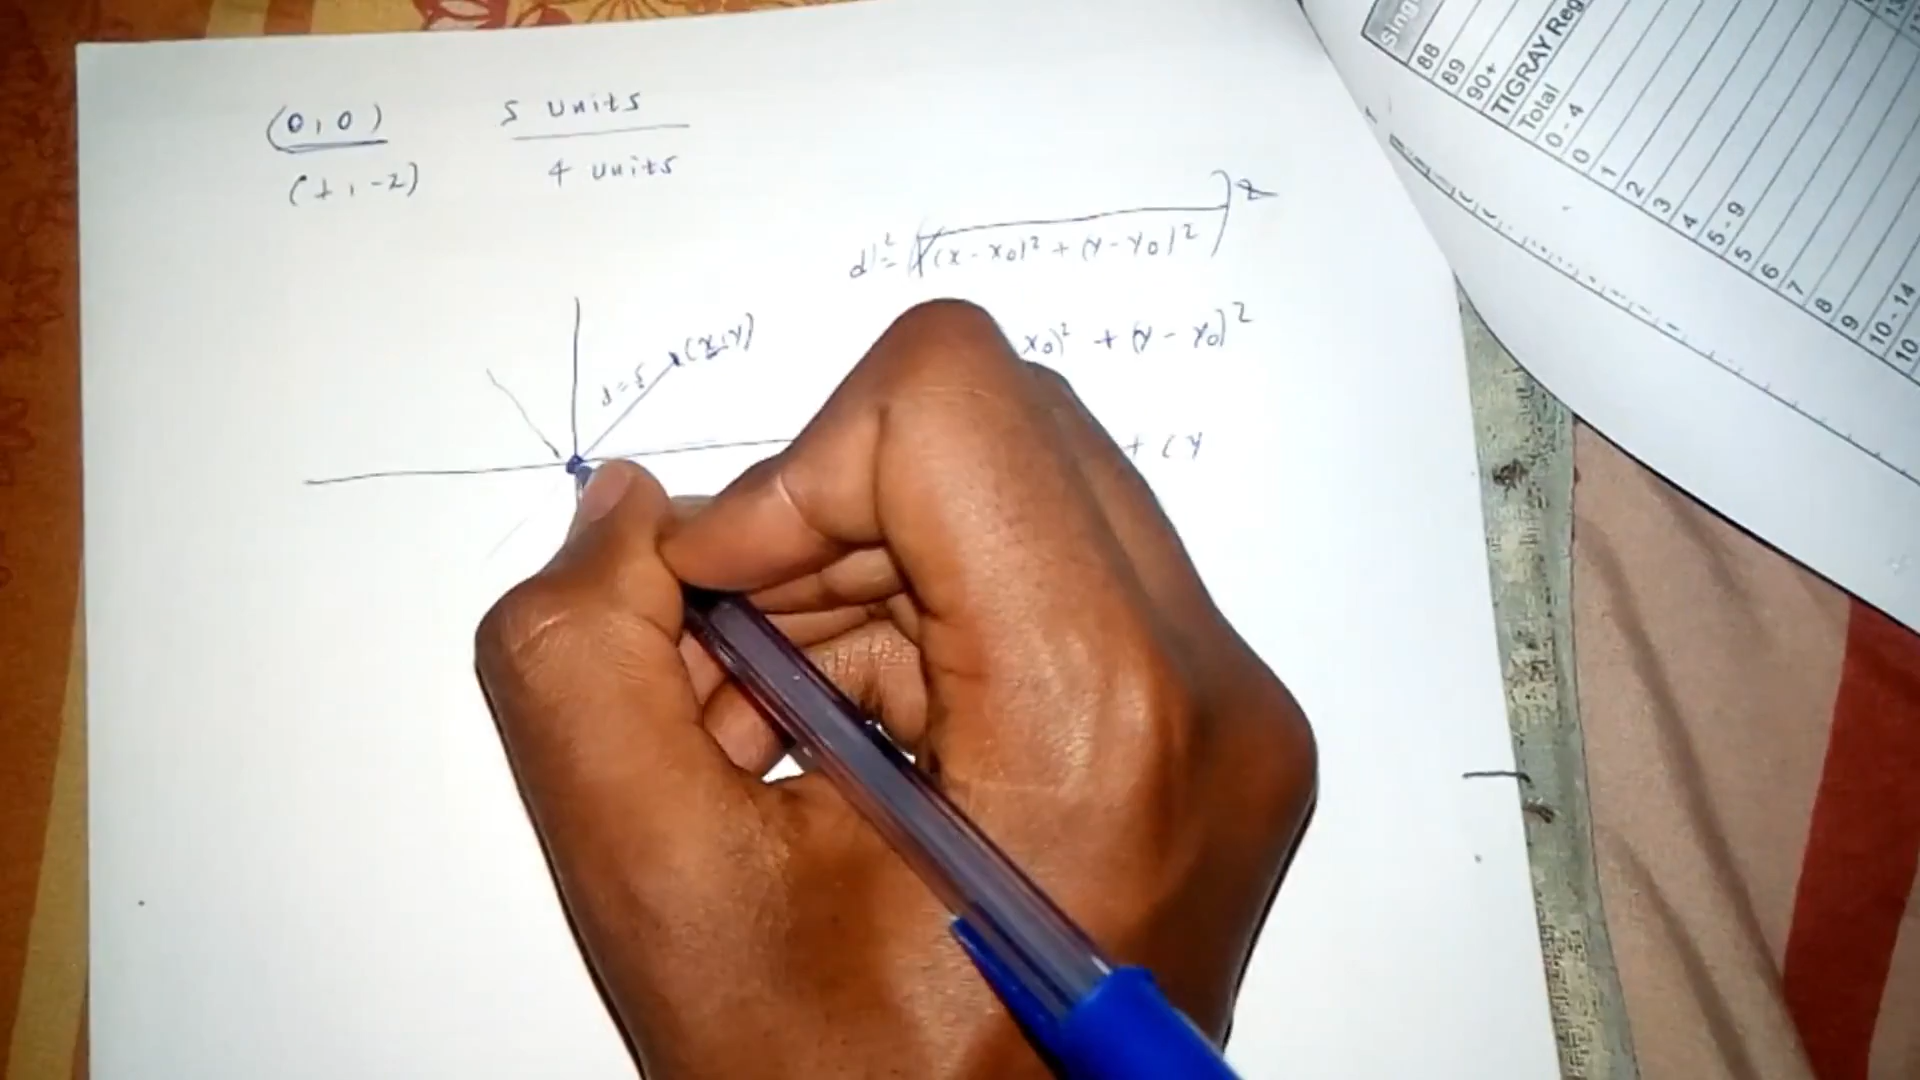 (0, 0) 5 units
4 units
d)² = (√(x - x₀)² + (y - y₀)²)²
(x, y)
d = 5
x₀)² + (y - y₀)²
+ (y
Sing
88
89
90+
TIGRAY Reg
Total
0 - 4
0
1
2
3
4
5 - 9
5
6
7
8
9
10 - 14
10